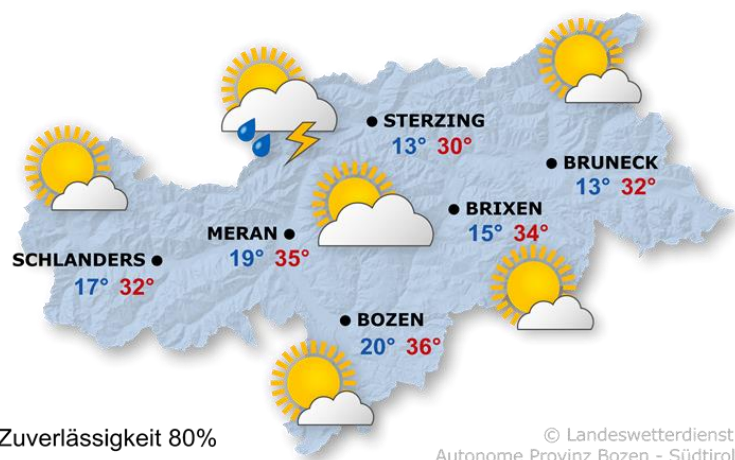 STERZING
13° 30°
BRUNECK
13° 32°
BRIXEN
15° 34°
MERAN
19° 35°
SCHLANDERS
17° 32°
BOZEN
20° 36°
Zuverlässigkeit 80%
© Landeswetterdienst
Autonome Provinz Bozen - Südtirol